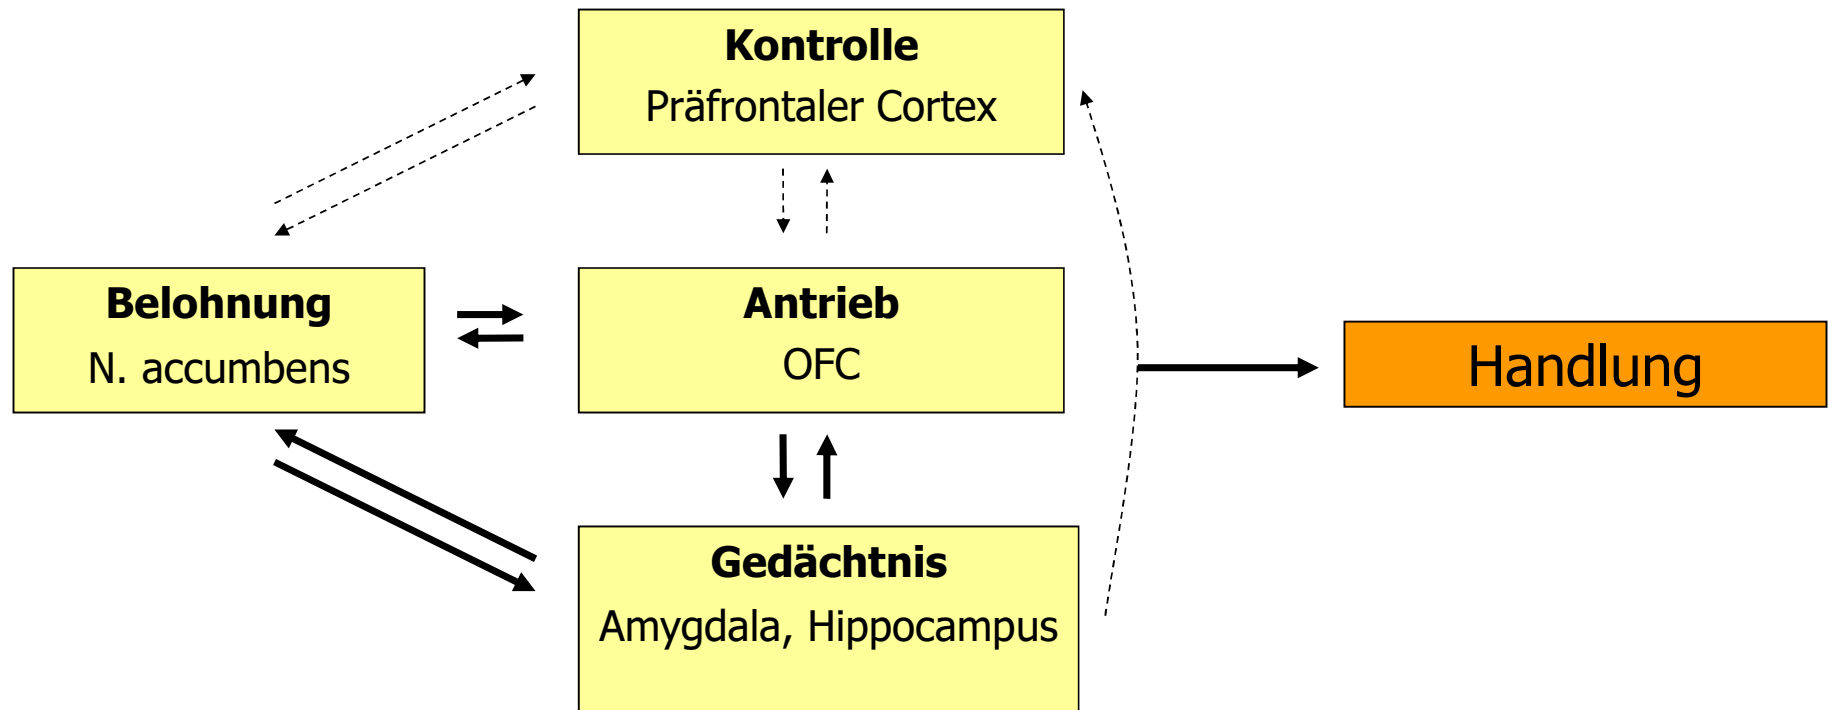 Kontrolle
Präfrontaler Cortex
Belohnung
N. accumbens
Antrieb
OFC
Handlung
Gedächtnis
Amygdala, Hippocampus